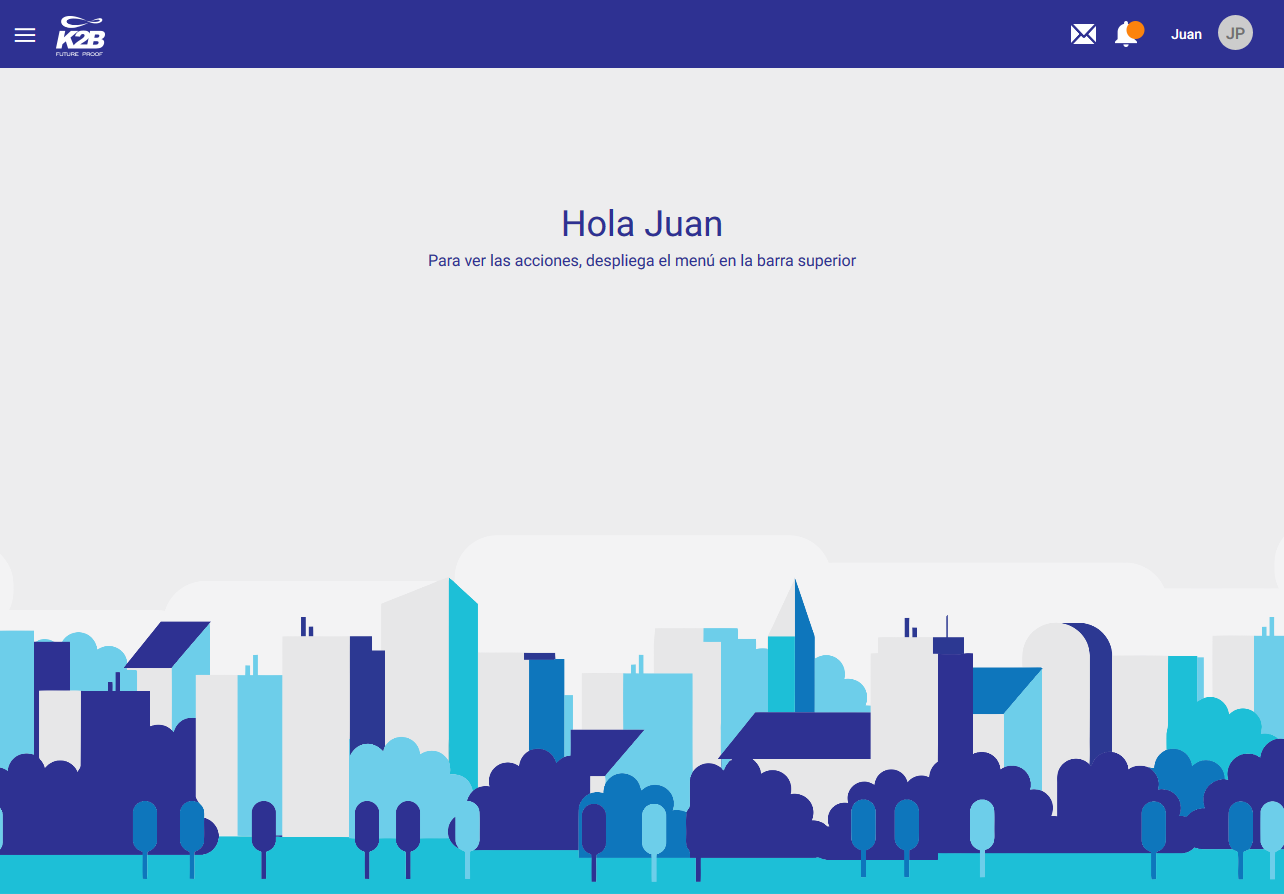 K2B
FUTURE PROOF
Juan
JP
Hola Juan
Para ver las acciones, despliega el menú en la barra superior